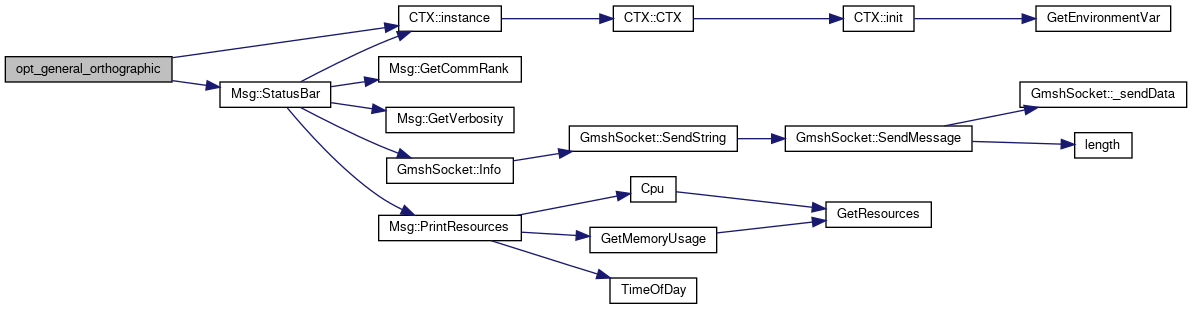 opt_general_orthographic
CTX::instance
CTX::CTX
CTX::init
GetEnvironmentVar
Msg::StatusBar
Msg::GetCommRank
Msg::GetVerbosity
GmshSocket::Info
GmshSocket::SendString
GmshSocket::SendMessage
GmshSocket::_sendData
length
Msg::PrintResources
Cpu
GetMemoryUsage
GetResources
TimeOfDay